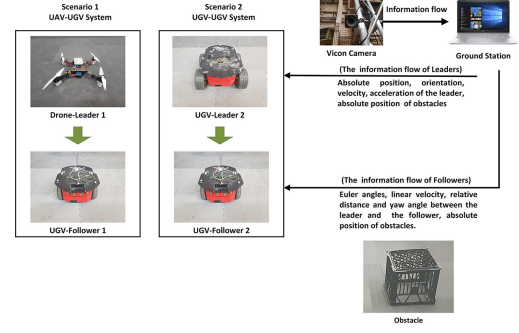 Scenario 1
UAV-UGV System
Scenario 2
UGV-UGV System
Information flow
Vicon Camera
Ground Station
Drone-Leader 1
UGV-Leader 2
(The information flow of Leaders)
Absolute position, orientation,
velocity, acceleration of the leader,
absolute position of obstacles
UGV-Follower 1
UGV-Follower 2
(The information flow of Followers)
Euler angles, linear velocity, relative
distance and yaw angle between the
leader and the follower, absolute
position of obstacles.
Obstacle